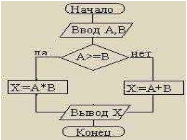 Начало
Ввод A,B
A>=B
да
нет
X:=A*B
X:=A+B
Вывод X
Конец